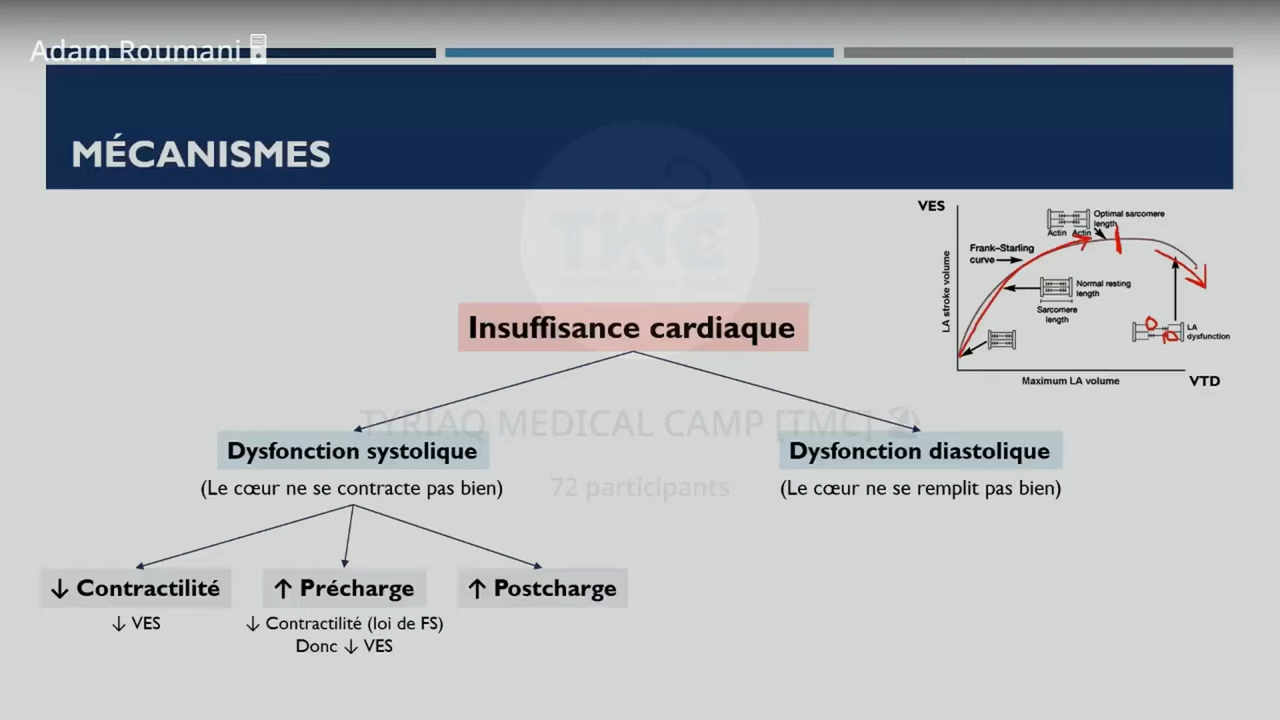 Adam Roumani
MÉCANISMES
TMC
VES
Optimal sarcomere
length
Actin Actin
Frank–Starling
curve
Normal resting
length
Sarcomere
length
LA stroke volume
LA
dysfunction
Maximum LA volume
VTD
Insuffisance cardiaque
TYRIAQ MEDICAL CAMP [TMC]
72 participants
Dysfonction systolique
(Le cœur ne se contracte pas bien)
Dysfonction diastolique
(Le cœur ne se remplit pas bien)
↓ Contractilité
↓ VES
↑ Précharge
↓ Contractilité (loi de FS)
Donc ↓ VES
↑ Postcharge